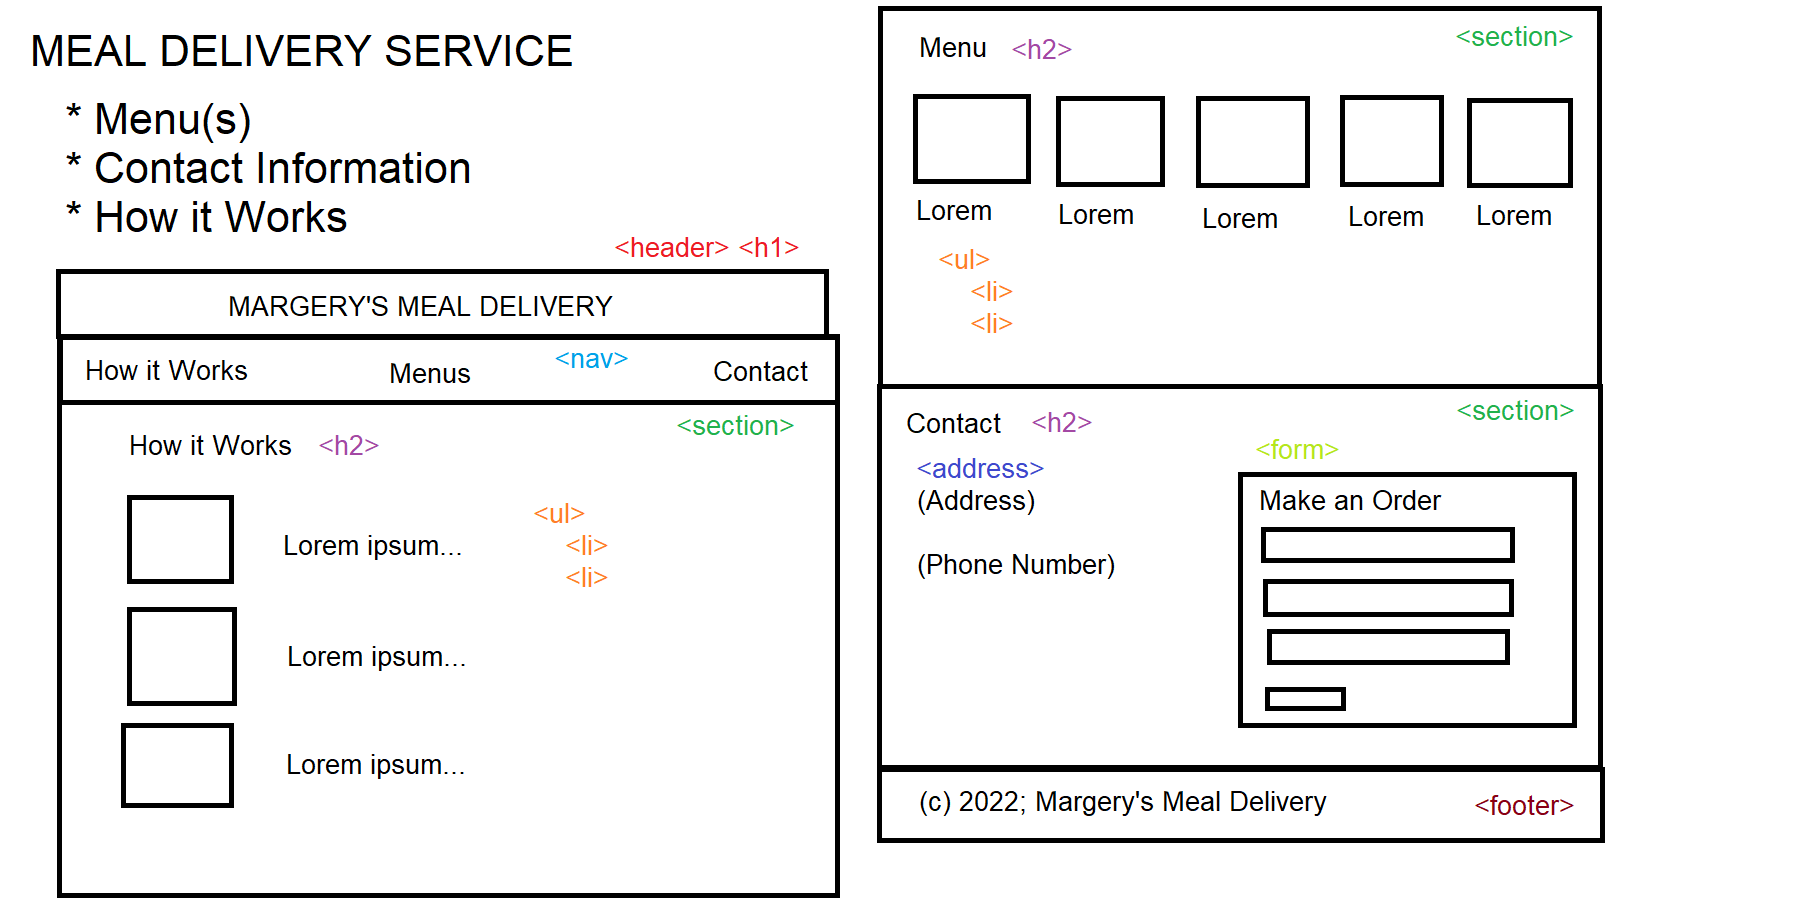 MEAL DELIVERY SERVICE
* Menu(s)
* Contact Information
* How it Works
<header> <h1>
MARGERY'S MEAL DELIVERY
How it Works Menus <nav> Contact
<section>
How it Works <h2>
<ul>
Lorem ipsum... <li>
<li>
Lorem ipsum...
Lorem ipsum...
Menu <h2> <section>
Lorem Lorem Lorem Lorem Lorem
<ul>
<li>
<li>
Contact <h2> <section>
<form>
<address>
(Address)
(Phone Number)
Make an Order
(c) 2022; Margery's Meal Delivery <footer>